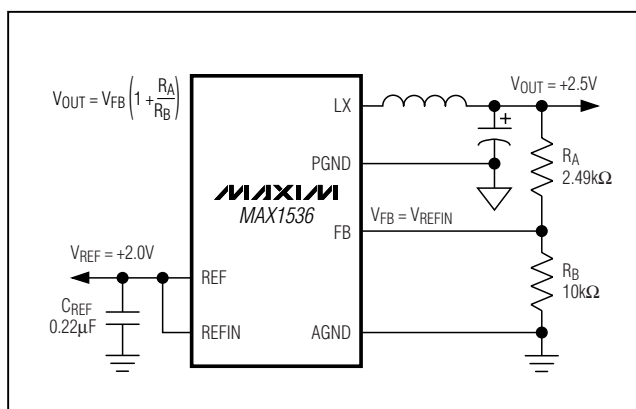 V_OUT = V_FB (1 + R_A/R_B)
LX
V_OUT = +2.5V
+
PGND
R_A
2.49kΩ
MAXIM
MAX1536
V_FB = V_REFIN
FB
V_REF = +2.0V
REF
R_B
10kΩ
C_REF
0.22µF
REFIN
AGND